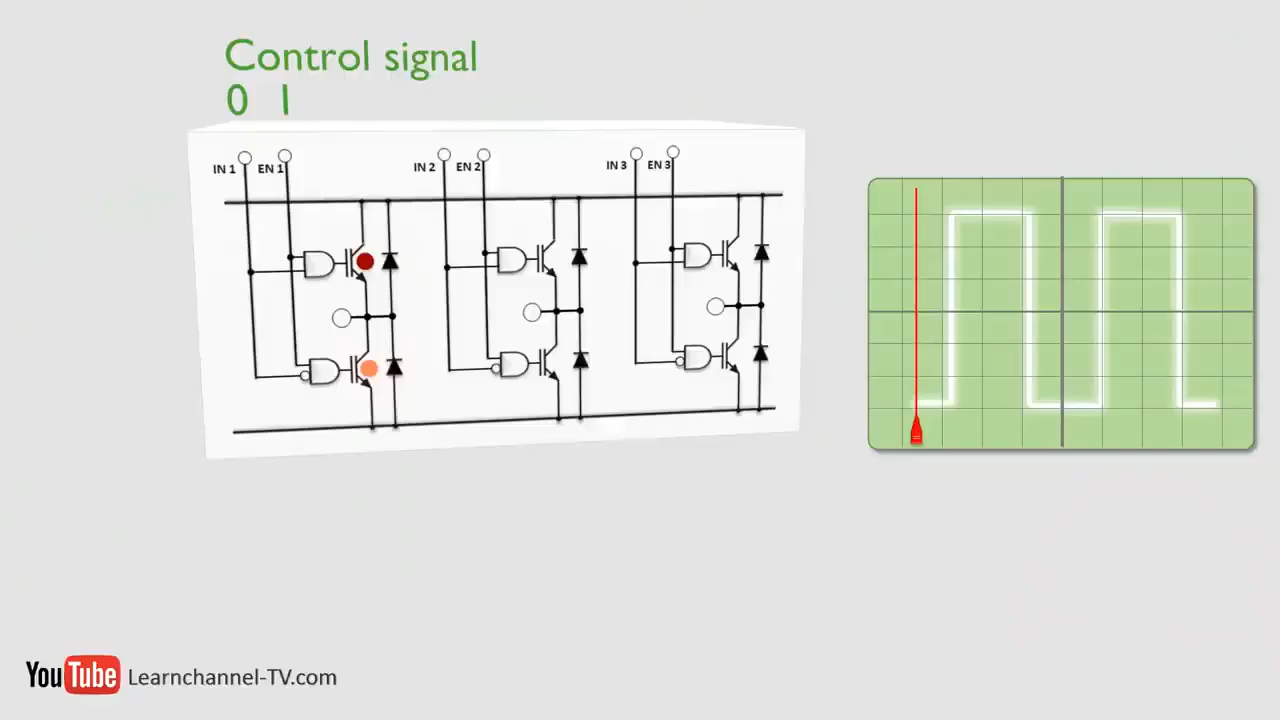 Control signal
0 1
IN 1 EN 1 IN 2 EN 2 IN 3 EN 3
YouTube Learnchannel-TV.com